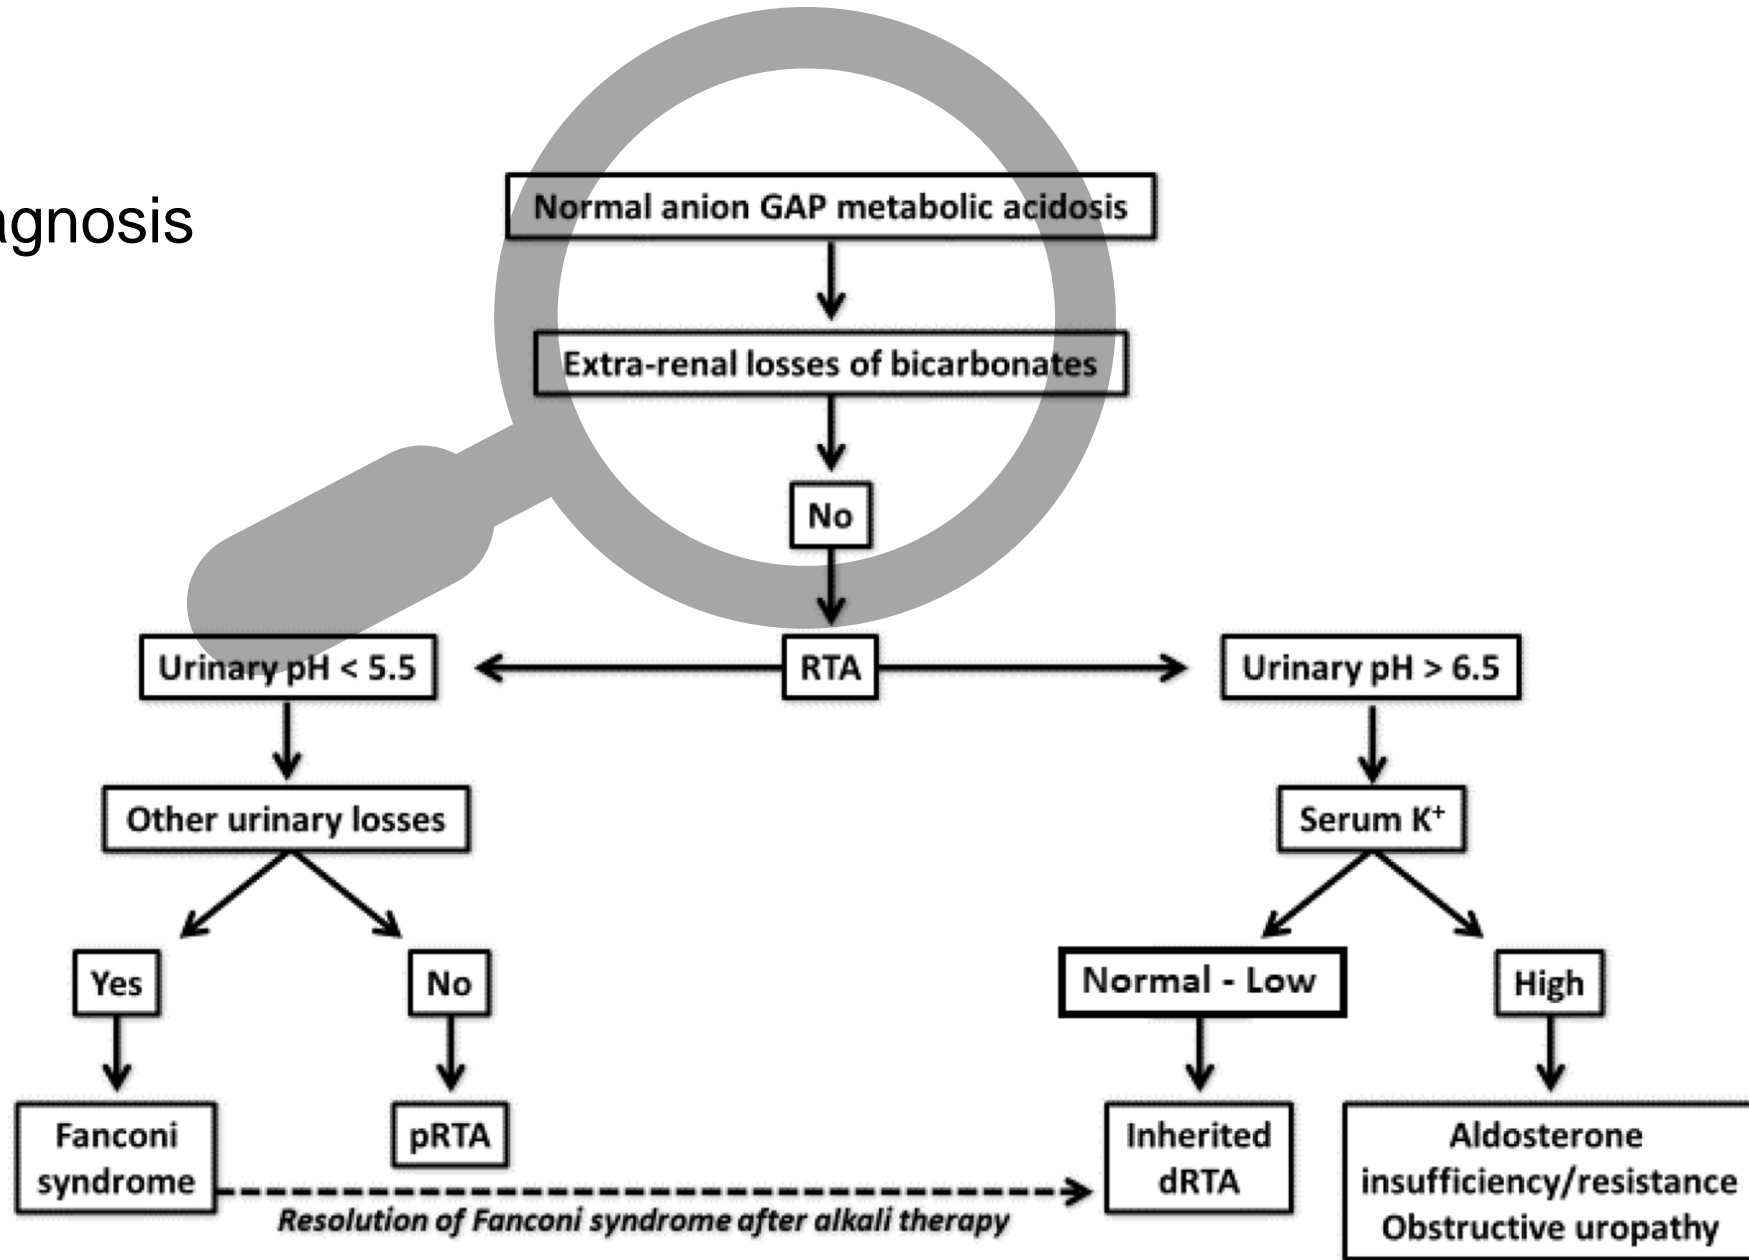 agnosis
Normal anion GAP metabolic acidosis
Extra-renal losses of bicarbonates
No
Urinary pH < 5.5
RTA
Urinary pH > 6.5
Other urinary losses
Serum K⁺
Yes
No
Normal - Low
High
Fanconi
syndrome
pRTA
Inherited
dRTA
Aldosterone
insufficiency/resistance
Obstructive uropathy
Resolution of Fanconi syndrome after alkali therapy